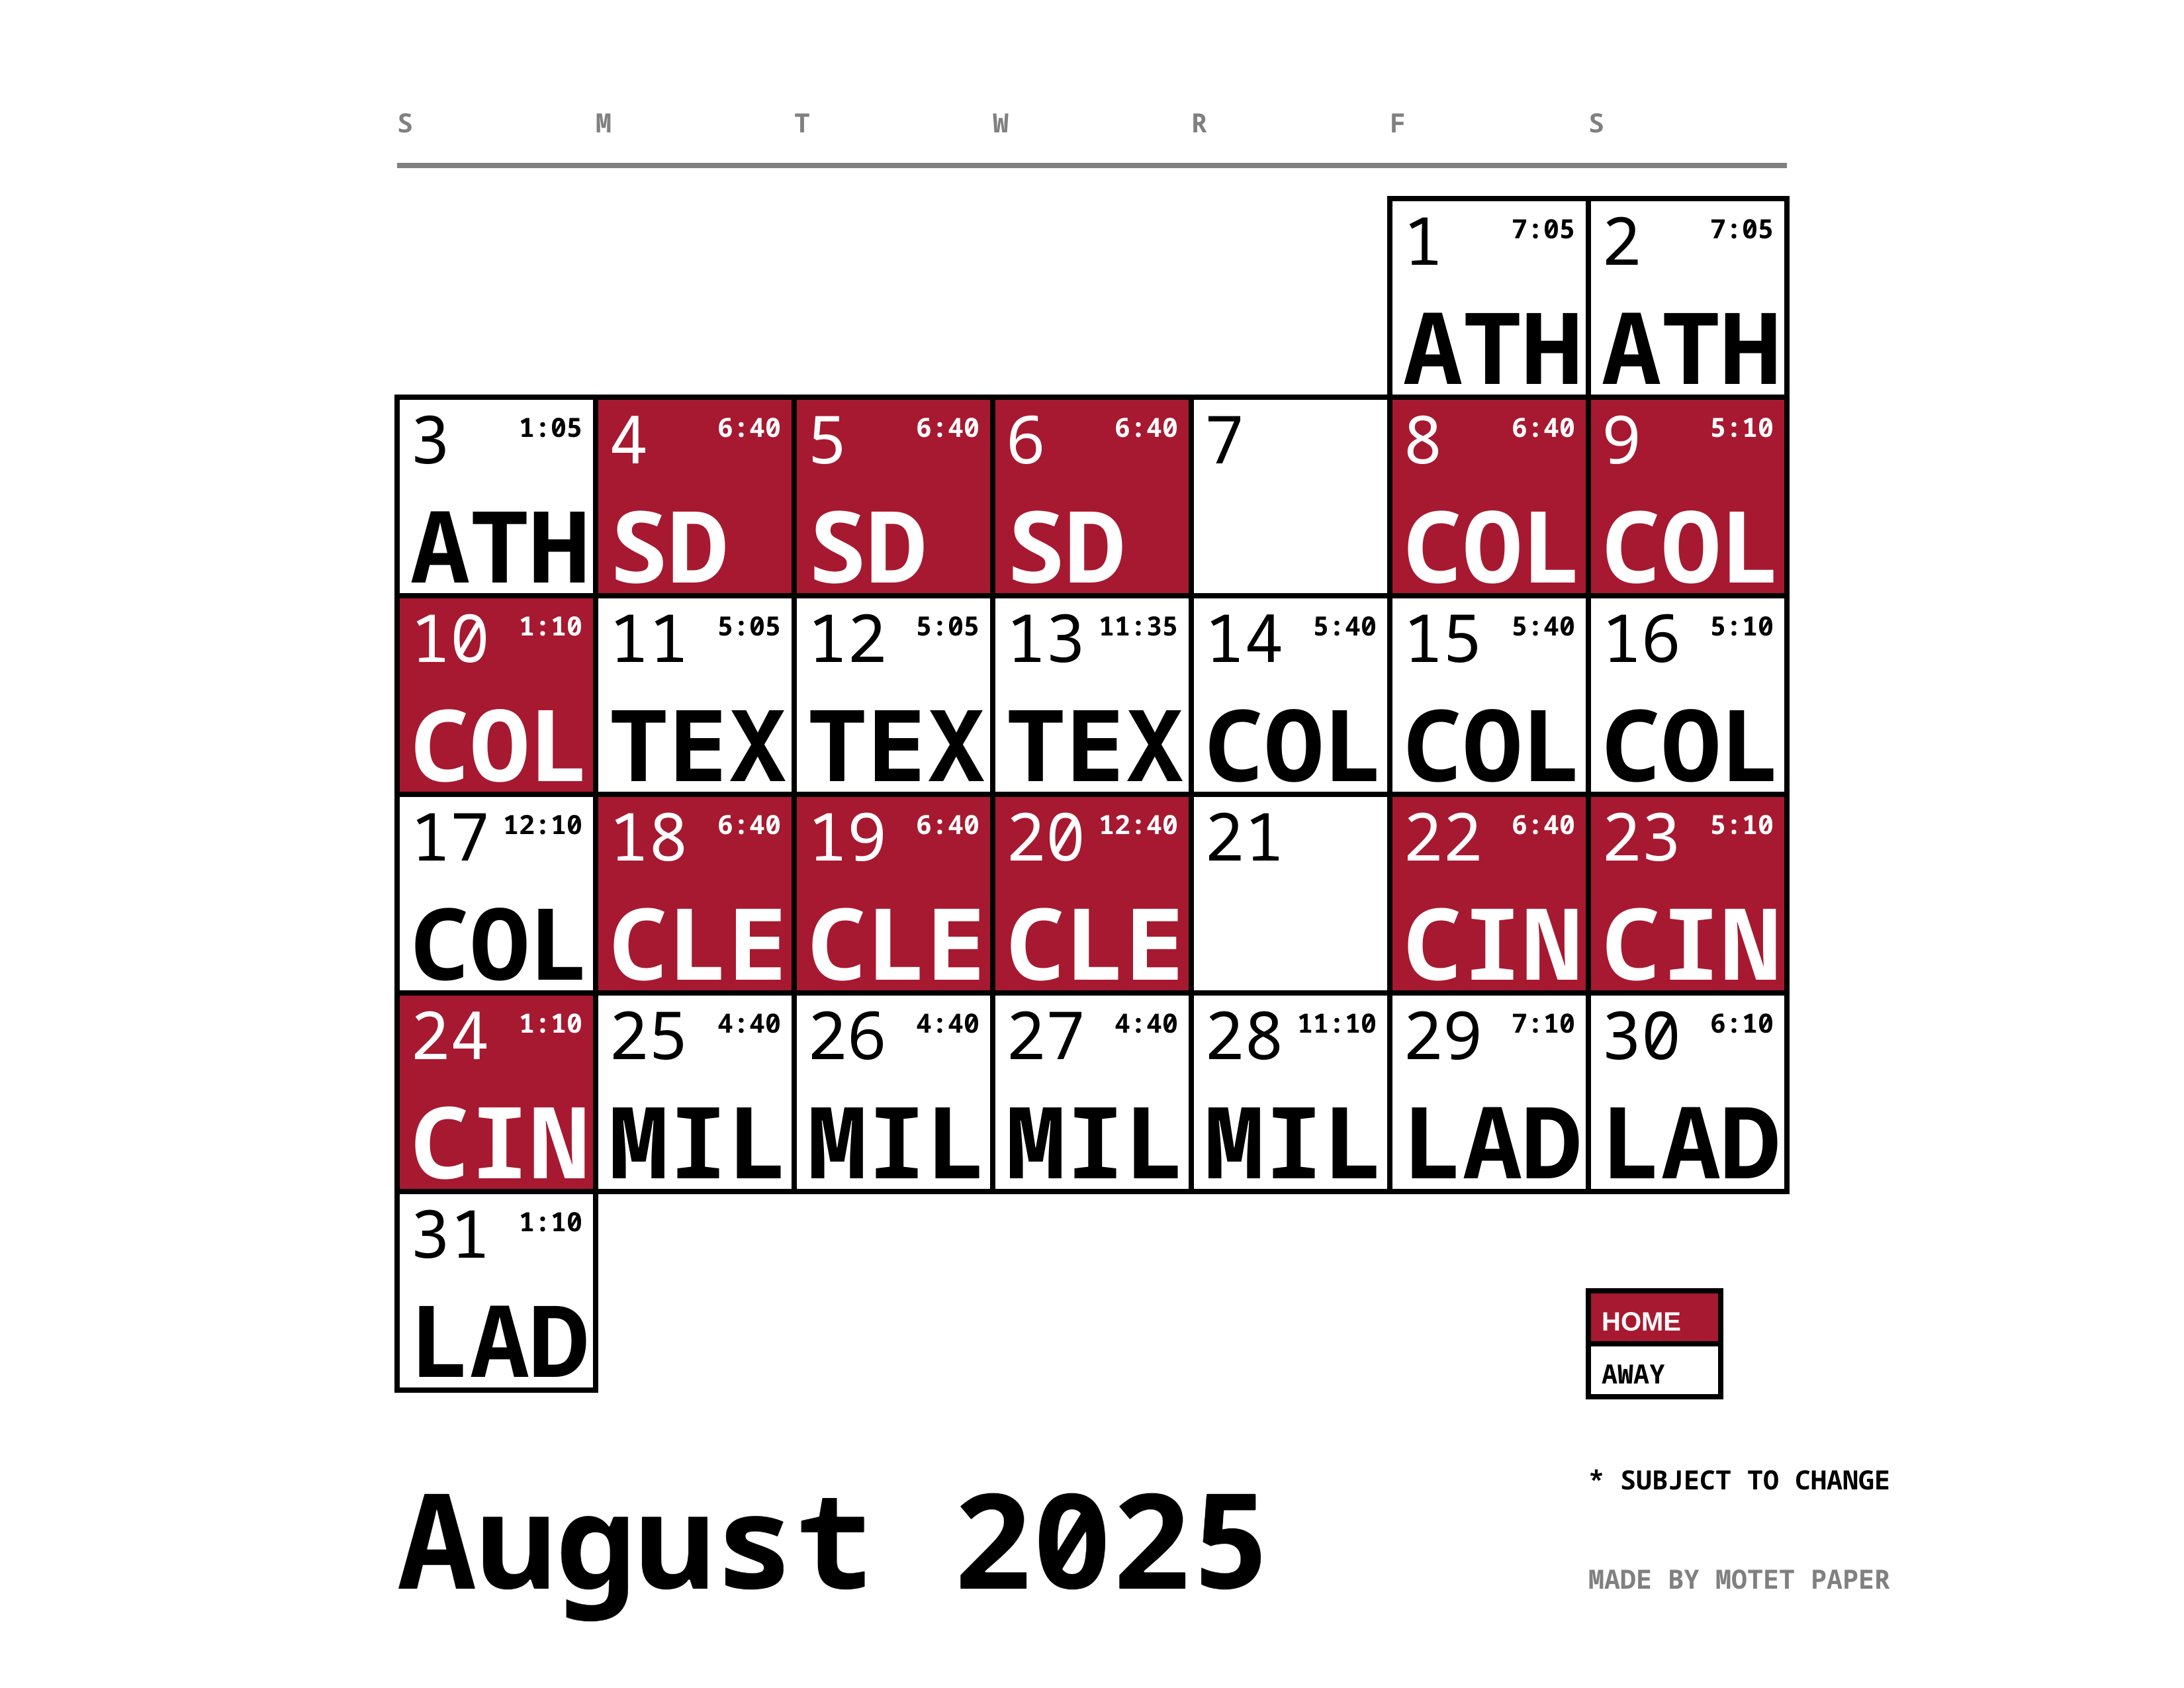 S M T W R F S
1 7:05 2 7:05
ATH ATH
3 1:05 4 6:40 5 6:40 6 6:40 7 8 6:40 9 5:10
ATH SD SD SD COL COL
10 1:10 11 5:05 12 5:05 13 11:35 14 5:40 15 5:40 16 5:10
COL TEX TEX TEX COL COL COL
17 12:10 18 6:40 19 6:40 20 12:40 21 22 6:40 23 5:10
COL CLE CLE CLE CIN CIN
24 1:10 25 4:40 26 4:40 27 4:40 28 11:10 29 7:10 30 6:10
CIN MIL MIL MIL MIL LAD LAD
31 1:10
LAD
HOME
AWAY
* SUBJECT TO CHANGE
August 2025
MADE BY MOTET PAPER